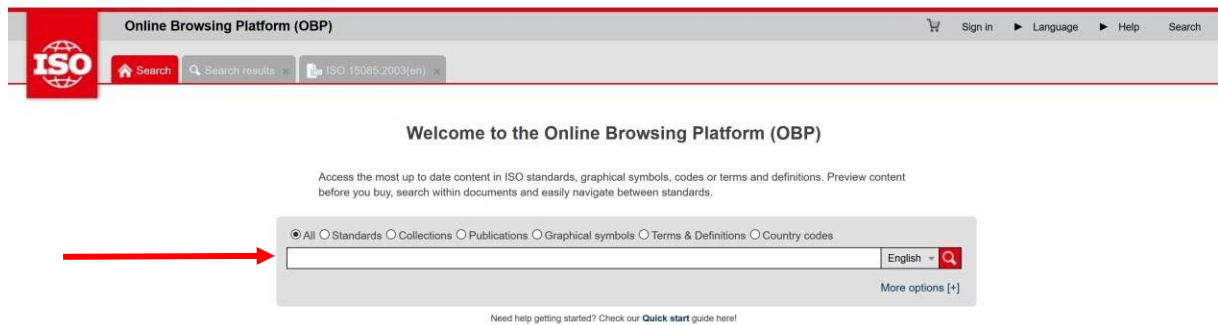 Online Browsing Platform (OBP)
Sign in Language Help Search
ISO
Search Search results ISO 15085:2003(en)
Welcome to the Online Browsing Platform (OBP)
Access the most up to date content in ISO standards, graphical symbols, codes or terms and definitions. Preview content
before you buy, search within documents and easily navigate between standards.
All Standards Collections Publications Graphical symbols Terms & Definitions Country codes
English
More options [+]
Need help getting started? Check our Quick start guide here!